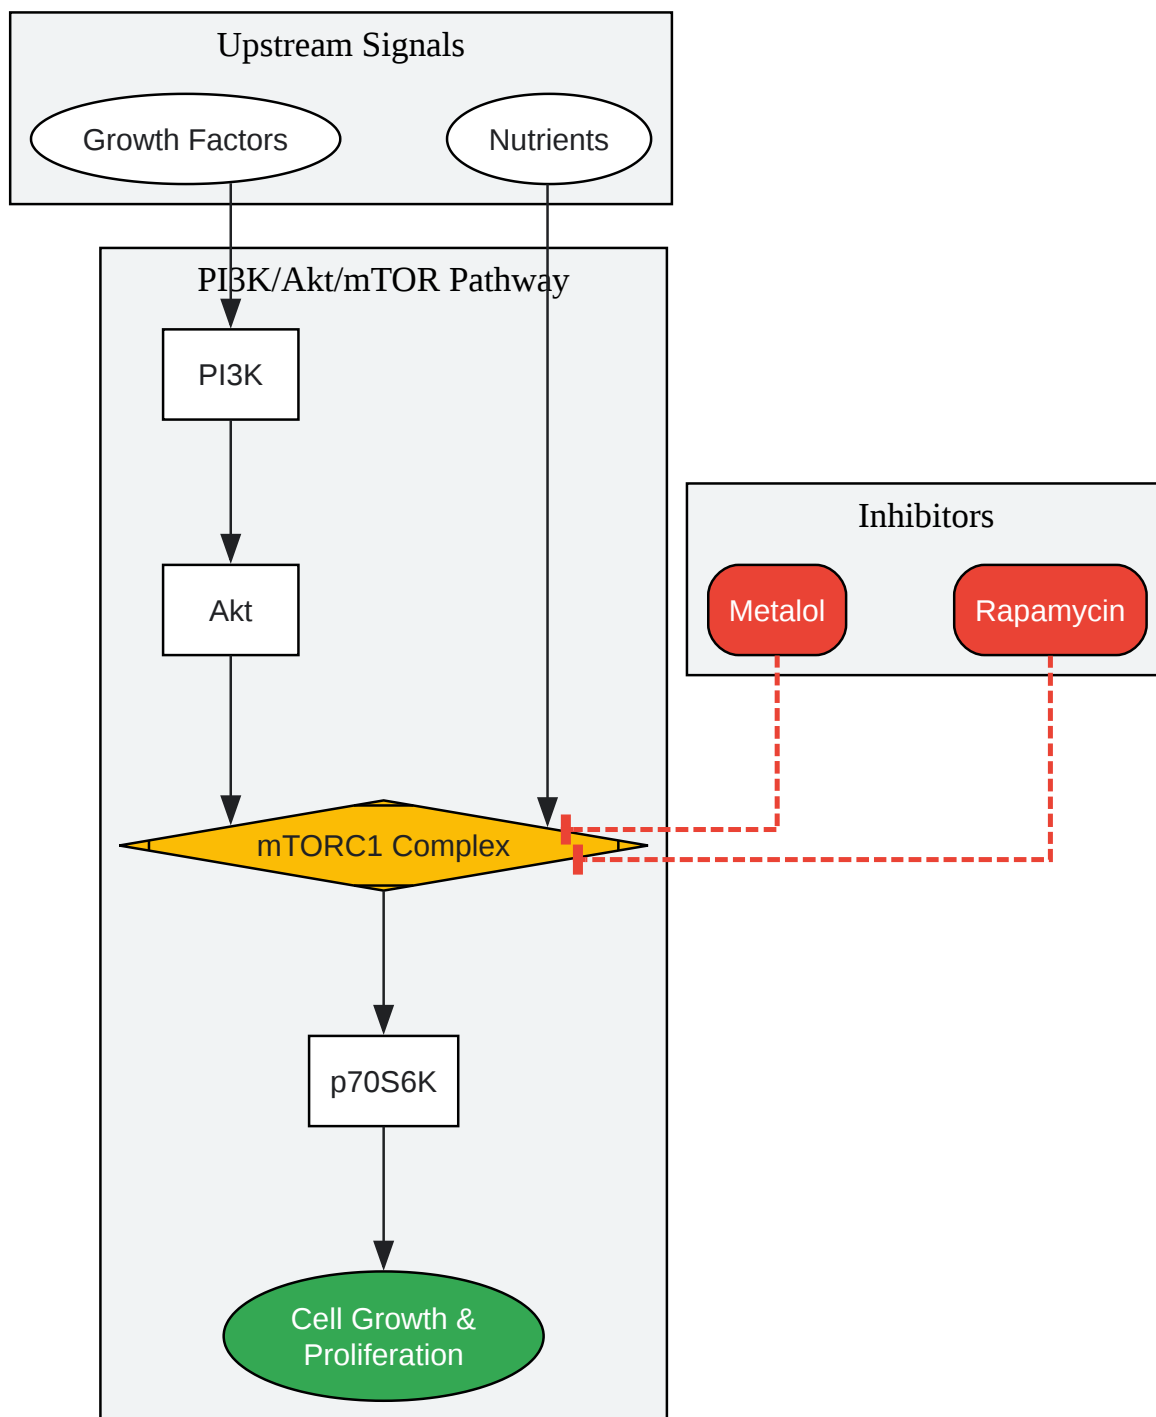 Upstream Signals
Growth Factors
Nutrients
PI3K/Akt/mTOR Pathway
PI3K
Inhibitors
Akt
Metalol
Rapamycin
mTORC1 Complex
p70S6K
Cell Growth &
Proliferation